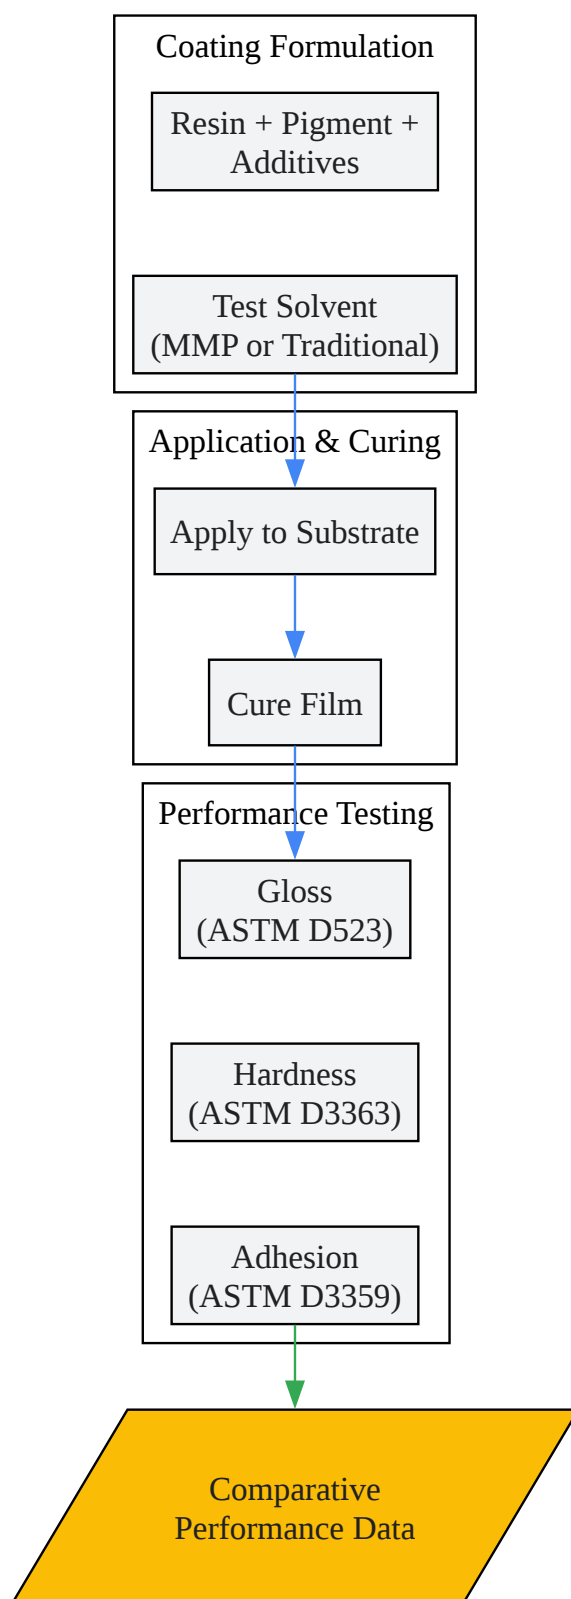 Coating Formulation
Resin + Pigment +
Additives
Test Solvent
(MMP or Traditional)
Application & Curing
Apply to Substrate
Cure Film
Performance Testing
Gloss
(ASTM D523)
Hardness
(ASTM D3363)
Adhesion
(ASTM D3359)
Comparative
Performance Data